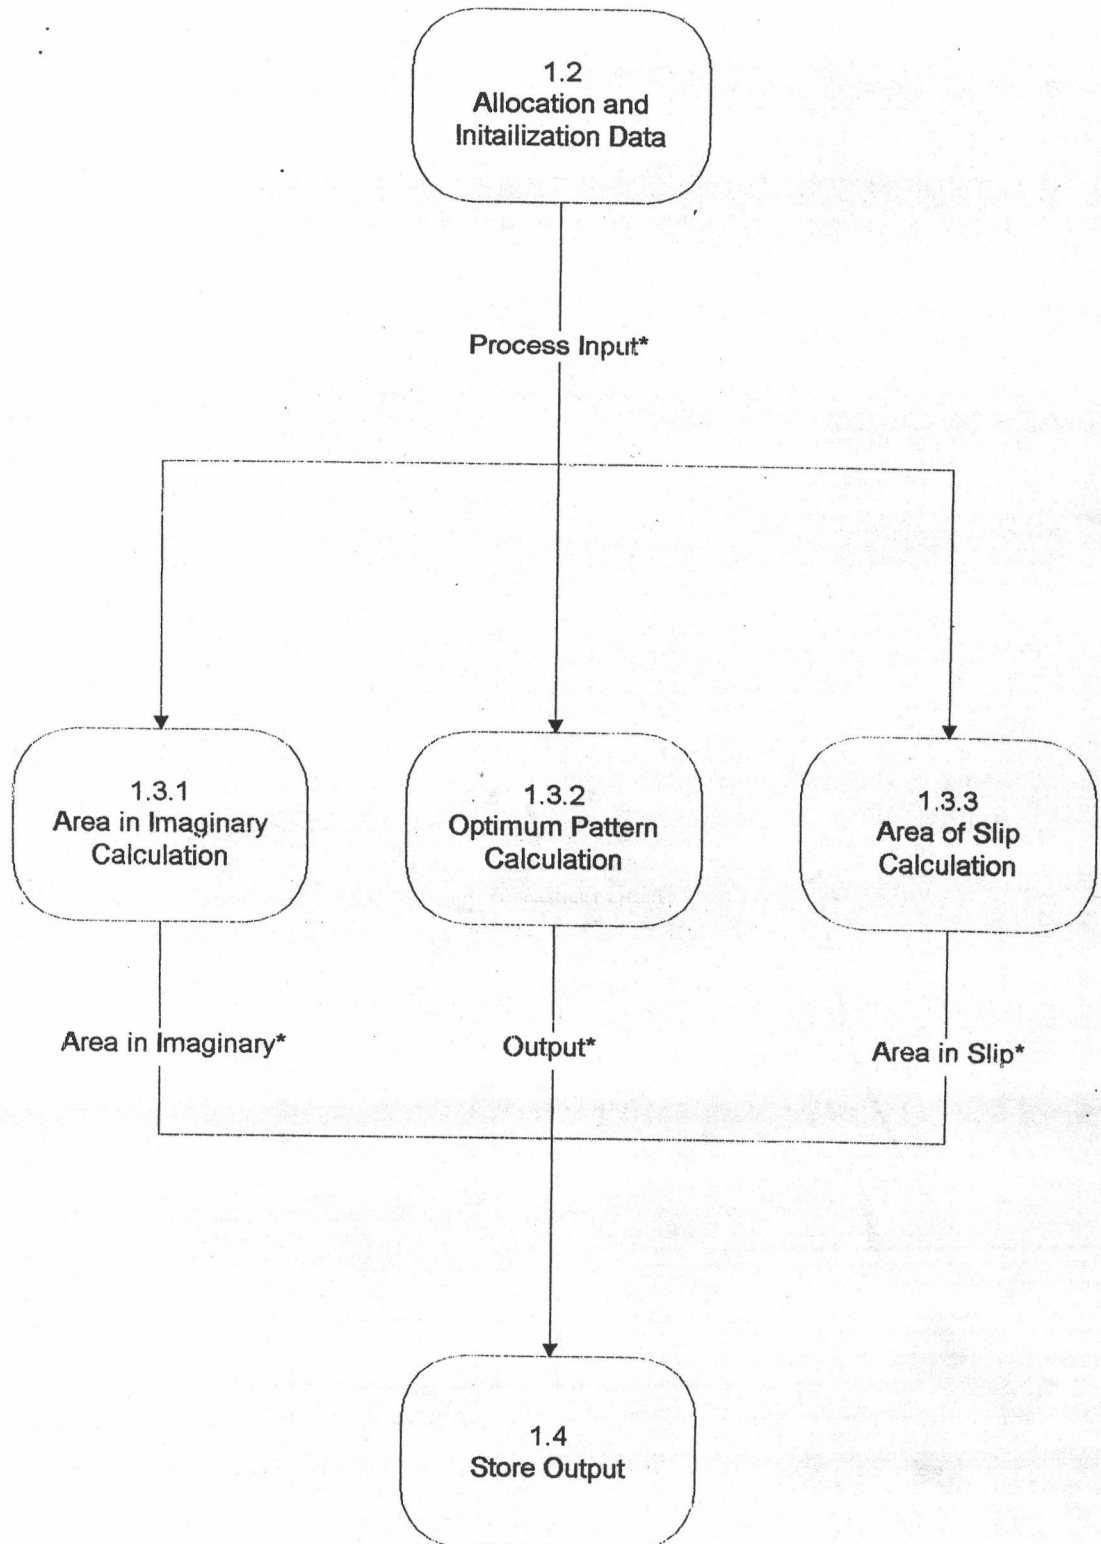 1.2
Allocation and
Initailization Data
Process Input*
1.3.1
Area in Imaginary
Calculation
1.3.2
Optimum Pattern
Calculation
1.3.3
Area of Slip
Calculation
Area in Imaginary*
Output*
Area in Slip*
1.4
Store Output